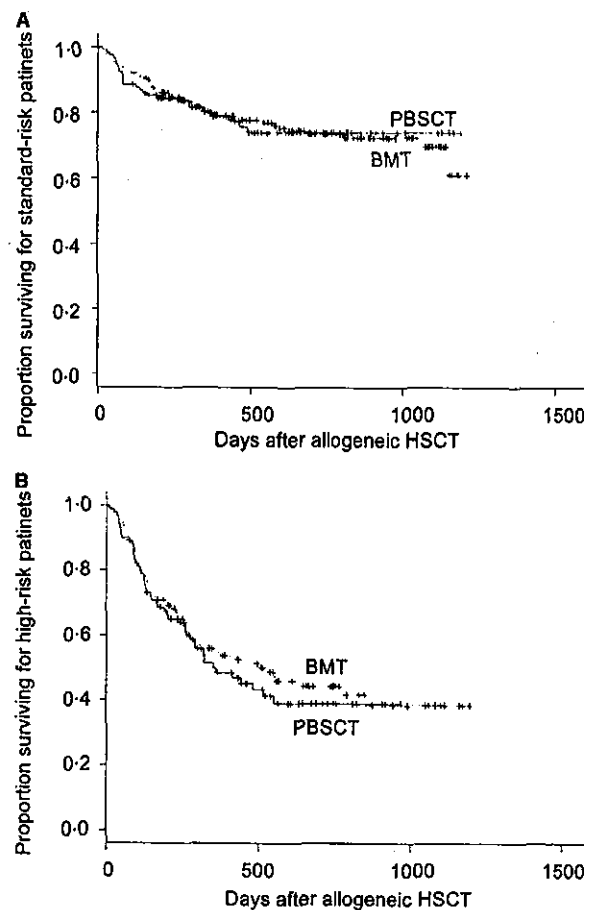 A
Proportion surviving for standard-risk patinets
1·0
0·8
0·6
0·4
0·2
0·0
PBSCT
BMT
0 500 1000 1500
Days after allogeneic HSCT
B
Proportion surviving for high-risk patinets
1·0
0·8
0·6
0·4
0·2
0·0
BMT
PBSCT
0 500 1000 1500
Days after allogeneic HSCT